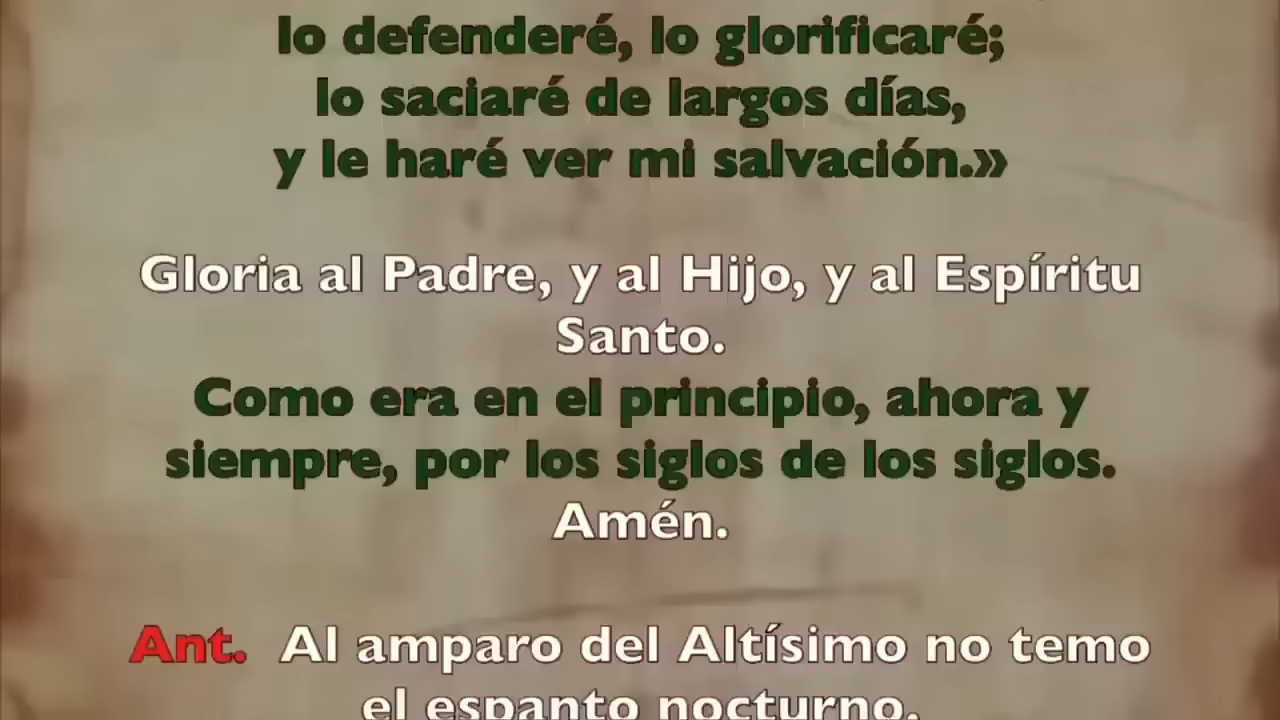 lo defenderé, lo glorificaré;
lo saciaré de largos días,
y le haré ver mi salvación.»
Gloria al Padre, y al Hijo, y al Espíritu
Santo.
Como era en el principio, ahora y
siempre, por los siglos de los siglos.
Amén.
Ant. Al amparo del Altísimo no temo
el espanto nocturno.